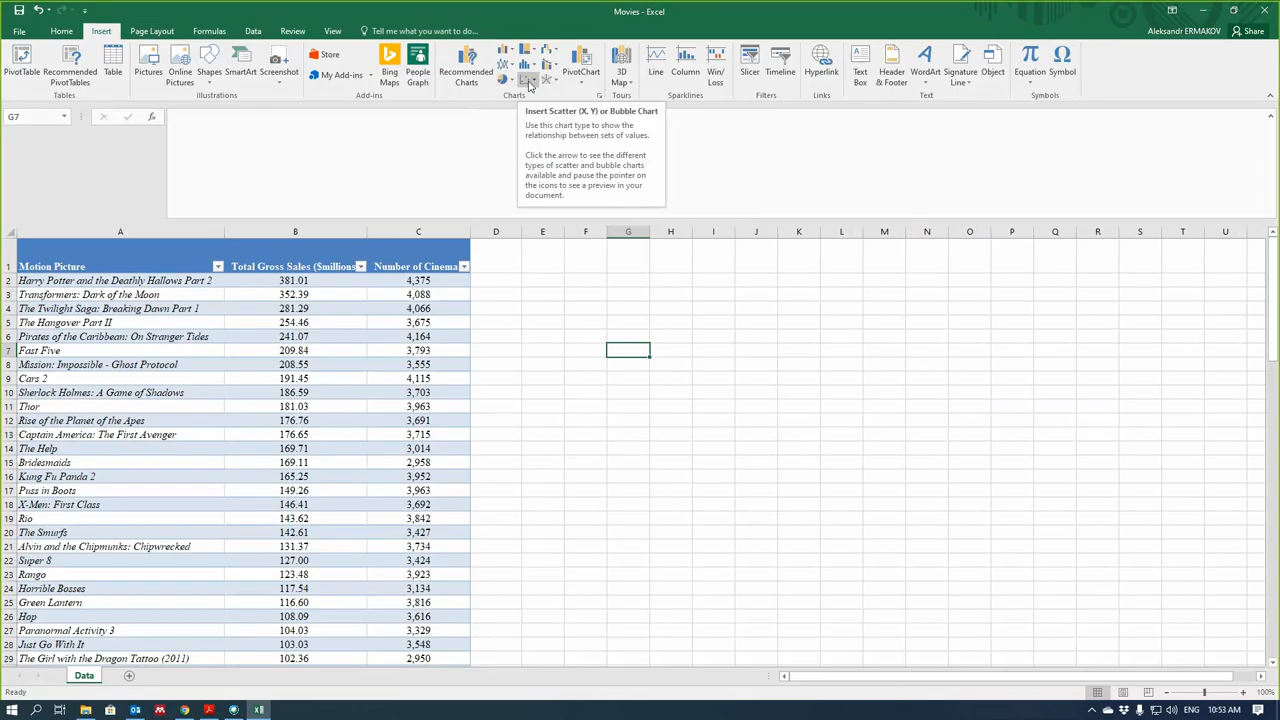 Movies - Excel
Aleksandr ERMAKOV
Share
File
Home
Insert
Page Layout
Formulas
Data
Review
View
Tell me what you want to do...
PivotTable
Recommended PivotTables
Table
Tables
Pictures
Online Pictures
Shapes
SmartArt
Screenshot
Illustrations
Store
My Add-ins
Bing Maps
People Graph
Add-ins
Recommended Charts
PivotChart
Charts
3D Map
Tours
Line
Column
Win/Loss
Sparklines
Slicer
Timeline
Filters
Hyperlink
Links
Text Box
Header & Footer
WordArt
Signature Line
Object
Text
Equation
Symbol
Symbols
Insert Scatter (X, Y) or Bubble Chart
Use this chart type to show the
relationship between sets of values.
Click the arrow to see the different
types of scatter and bubble charts
available and pause the pointer on
the icons to see a preview in your
document.
G7
fx
A B C D E F G H I J K L M N O P Q R S T U
1 Motion Picture Total Gross Sales ($millions Number of Cinema
2 Harry Potter and the Deathly Hallows Part 2 381.01 4,375
3 Transformers: Dark of the Moon 352.39 4,088
4 The Twilight Saga: Breaking Dawn Part 1 281.29 4,066
5 The Hangover Part II 254.46 3,675
6 Pirates of the Caribbean: On Stranger Tides 241.07 4,164
7 Fast Five 209.84 3,793
8 Mission: Impossible - Ghost Protocol 208.55 3,555
9 Cars 2 191.45 4,115
10 Sherlock Holmes: A Game of Shadows 186.59 3,703
11 Thor 181.03 3,963
12 Rise of the Planet of the Apes 176.76 3,691
13 Captain America: The First Avenger 176.65 3,715
14 The Help 169.71 3,014
15 Bridesmaids 169.11 2,958
16 Kung Fu Panda 2 165.25 3,952
17 Puss in Boots 149.26 3,963
18 X-Men: First Class 146.41 3,692
19 Rio 143.62 3,842
20 The Smurfs 142.61 3,427
21 Alvin and the Chipmunks: Chipwrecked 131.37 3,734
22 Super 8 127.00 3,424
23 Rango 123.48 3,923
24 Horrible Bosses 117.54 3,134
25 Green Lantern 116.60 3,816
26 Hop 108.09 3,616
27 Paranormal Activity 3 104.03 3,329
28 Just Go With It 103.03 3,548
29 The Girl with the Dragon Tattoo (2011) 102.36 2,950
Data
Ready
100%
ENG
10:53 AM